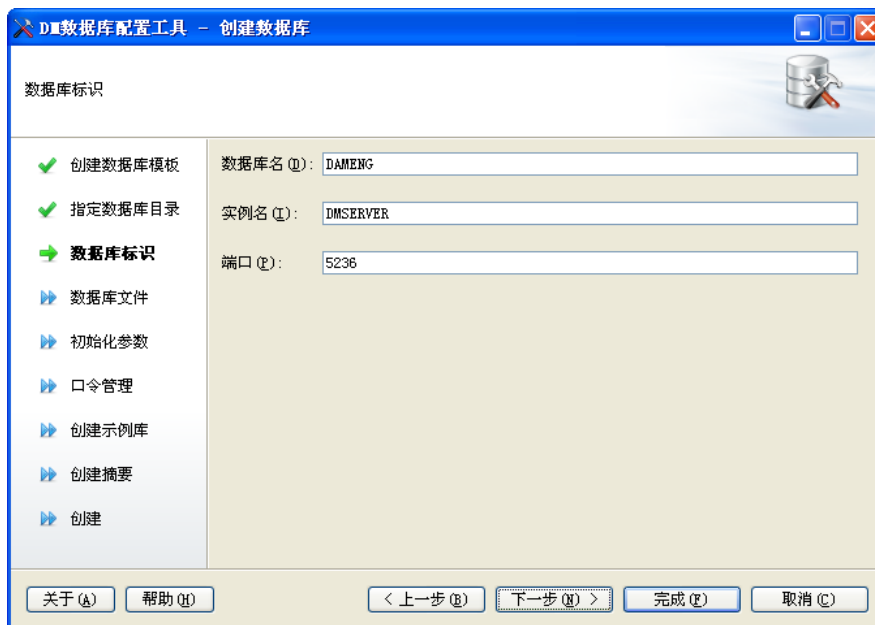 DM数据库配置工具 - 创建数据库
数据库标识
创建数据库模板
指定数据库目录
数据库标识
数据库文件
初始化参数
口令管理
创建示例库
创建摘要
创建
数据库名(D): DAMENG
实例名(I): DMSERVER
端口(P): 5236
关于(A) 帮助(H) < 上一步(B) 下一步(N) > 完成(F) 取消(C)